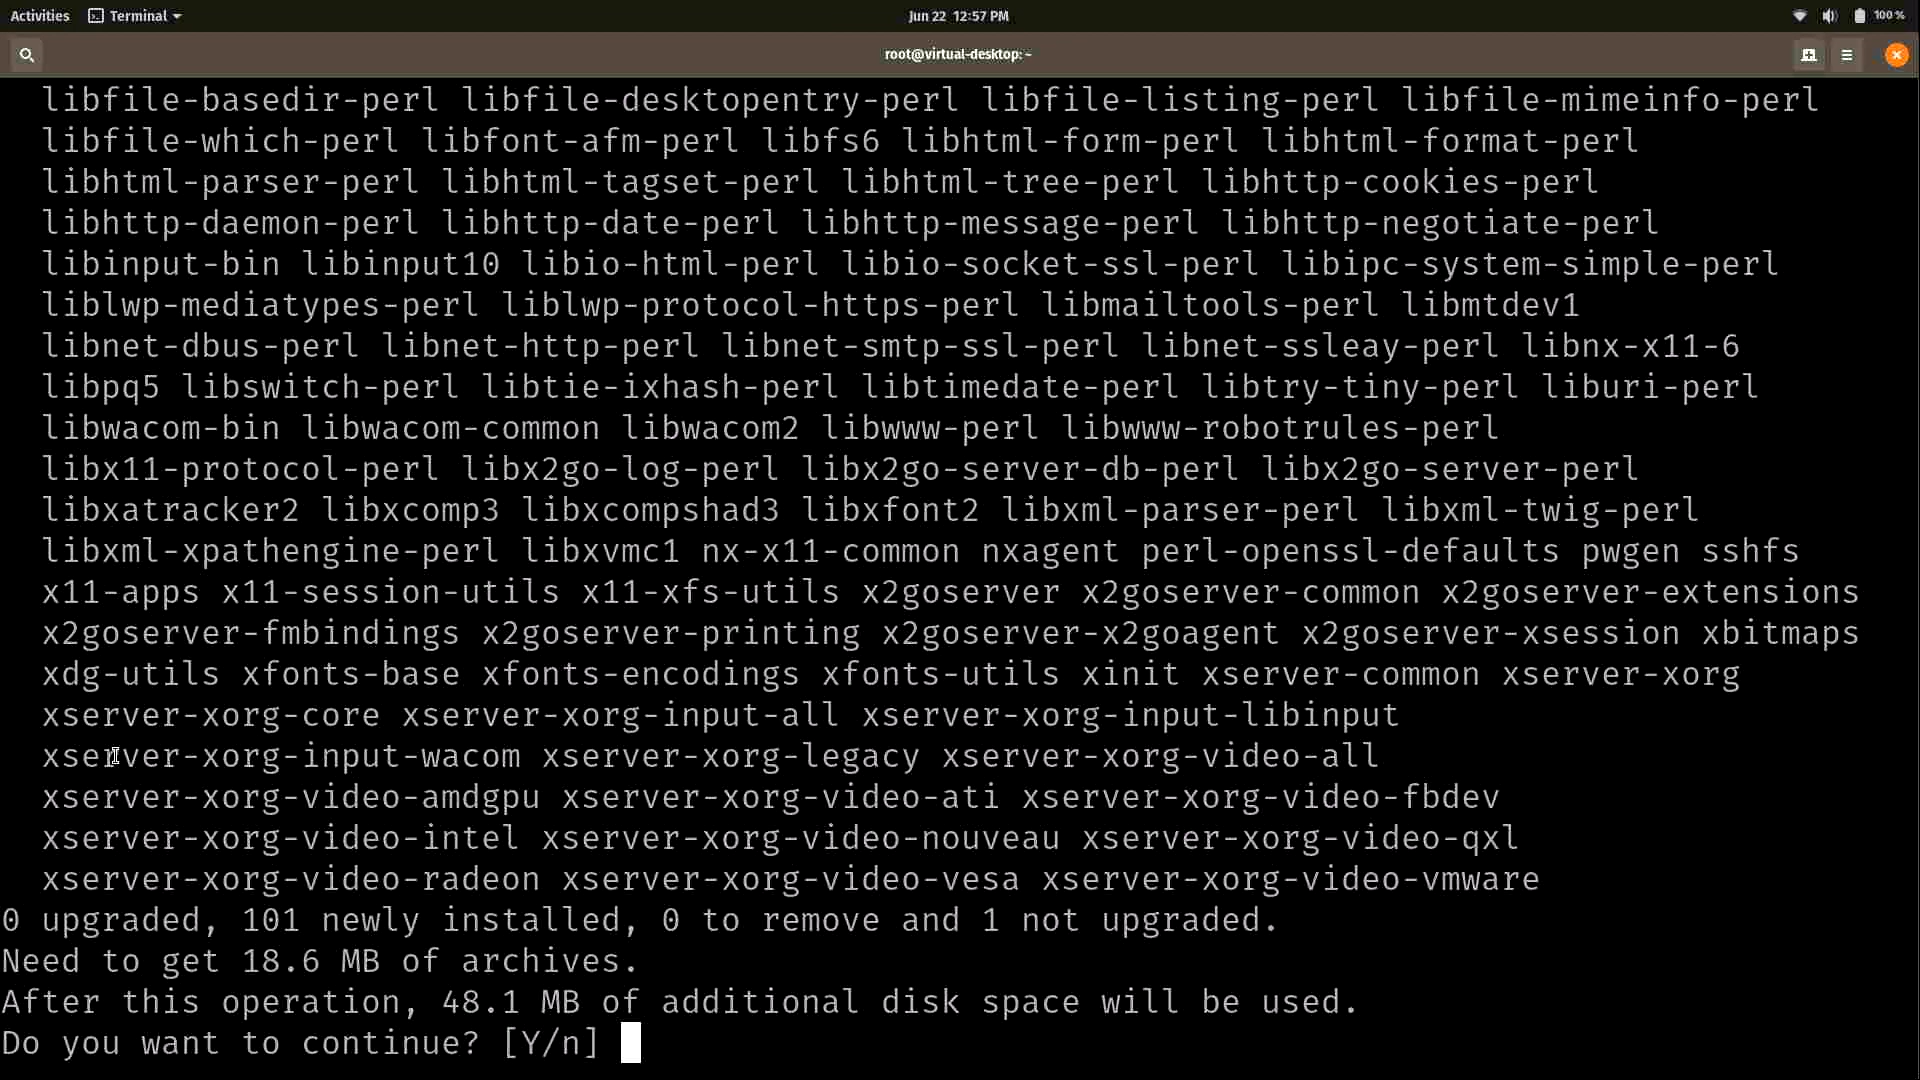 Activities Terminal Jun 22 12:57 PM 100 %
root@virtual-desktop: ~
libfile-basedir-perl libfile-desktopentry-perl libfile-listing-perl libfile-mimeinfo-perl
libfile-which-perl libfont-afm-perl libfs6 libhtml-form-perl libhtml-format-perl
libhtml-parser-perl libhtml-tagset-perl libhtml-tree-perl libhttp-cookies-perl
libhttp-daemon-perl libhttp-date-perl libhttp-message-perl libhttp-negotiate-perl
libinput-bin libinput10 libio-html-perl libio-socket-ssl-perl libipc-system-simple-perl
liblwp-mediatypes-perl liblwp-protocol-https-perl libmailtools-perl libmtdev1
libnet-dbus-perl libnet-http-perl libnet-smtp-ssl-perl libnet-ssleay-perl libnx-x11-6
libpq5 libswitch-perl libtie-ixhash-perl libtimedate-perl libtry-tiny-perl liburi-perl
libwacom-bin libwacom-common libwacom2 libwww-perl libwww-robotrules-perl
libx11-protocol-perl libx2go-log-perl libx2go-server-db-perl libx2go-server-perl
libxatracker2 libxcomp3 libxcompshad3 libxfont2 libxml-parser-perl libxml-twig-perl
libxml-xpathengine-perl libxvmc1 nx-x11-common nxagent perl-openssl-defaults pwgen sshfs
x11-apps x11-session-utils x11-xfs-utils x2goserver x2goserver-common x2goserver-extensions
x2goserver-fmbindings x2goserver-printing x2goserver-x2goagent x2goserver-xsession xbitmaps
xdg-utils xfonts-base xfonts-encodings xfonts-utils xinit xserver-common xserver-xorg
xserver-xorg-core xserver-xorg-input-all xserver-xorg-input-libinput
xserver-xorg-input-wacom xserver-xorg-legacy xserver-xorg-video-all
xserver-xorg-video-amdgpu xserver-xorg-video-ati xserver-xorg-video-fbdev
xserver-xorg-video-intel xserver-xorg-video-nouveau xserver-xorg-video-qxl
xserver-xorg-video-radeon xserver-xorg-video-vesa xserver-xorg-video-vmware
0 upgraded, 101 newly installed, 0 to remove and 1 not upgraded.
Need to get 18.6 MB of archives.
After this operation, 48.1 MB of additional disk space will be used.
Do you want to continue? [Y/n]